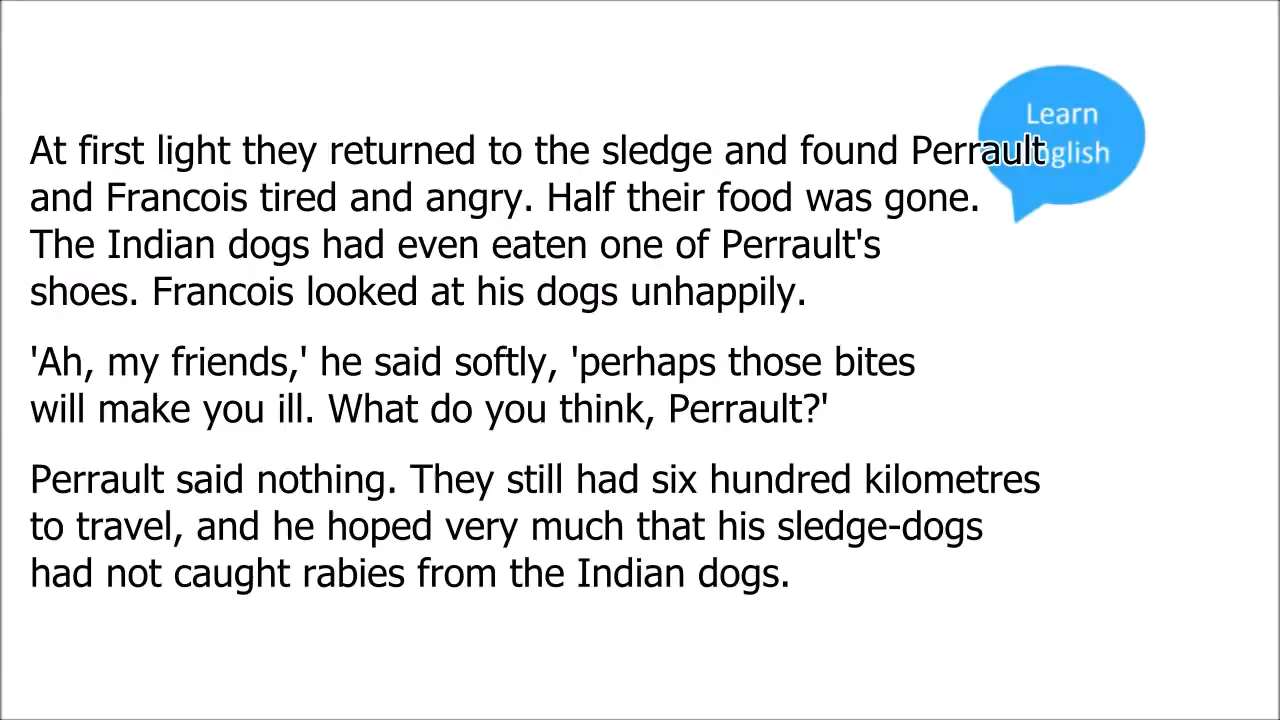 Learn
At first light they returned to the sledge and found Perrault
glish
and Francois tired and angry. Half their food was gone.
The Indian dogs had even eaten one of Perrault's
shoes. Francois looked at his dogs unhappily.
'Ah, my friends,' he said softly, 'perhaps those bites
will make you ill. What do you think, Perrault?'
Perrault said nothing. They still had six hundred kilometres
to travel, and he hoped very much that his sledge-dogs
had not caught rabies from the Indian dogs.